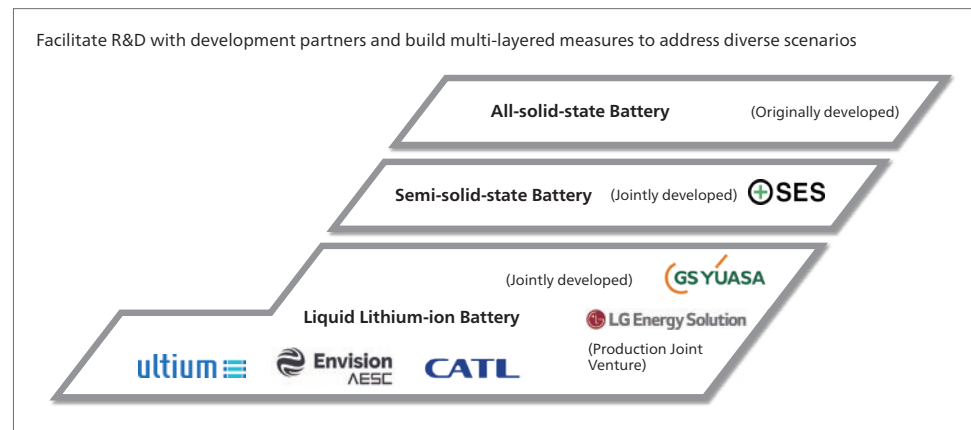 Facilitate R&D with development partners and build multi-layered measures to address diverse scenarios
All-solid-state Battery (Originally developed)
Semi-solid-state Battery (Jointly developed) SES
(Jointly developed) GS YUASA
Liquid Lithium-ion Battery LG Energy Solution
(Production Joint
Venture)
ultium Envision CATL
AESC